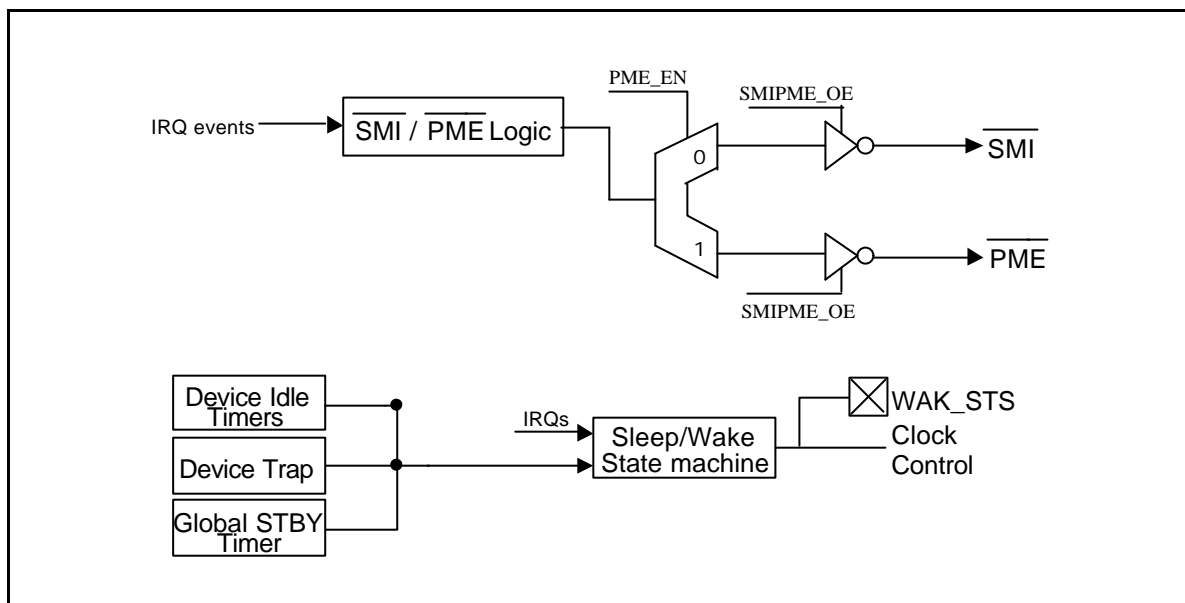 PME_EN
SMIPME_OE
IRQ events
SMI / PME Logic
0
SMI
1
PME
SMIPME_OE
Device Idle
Timers
Device Trap
Global STBY
Timer
IRQs
Sleep/Wake
State machine
WAK_STS
Clock
Control